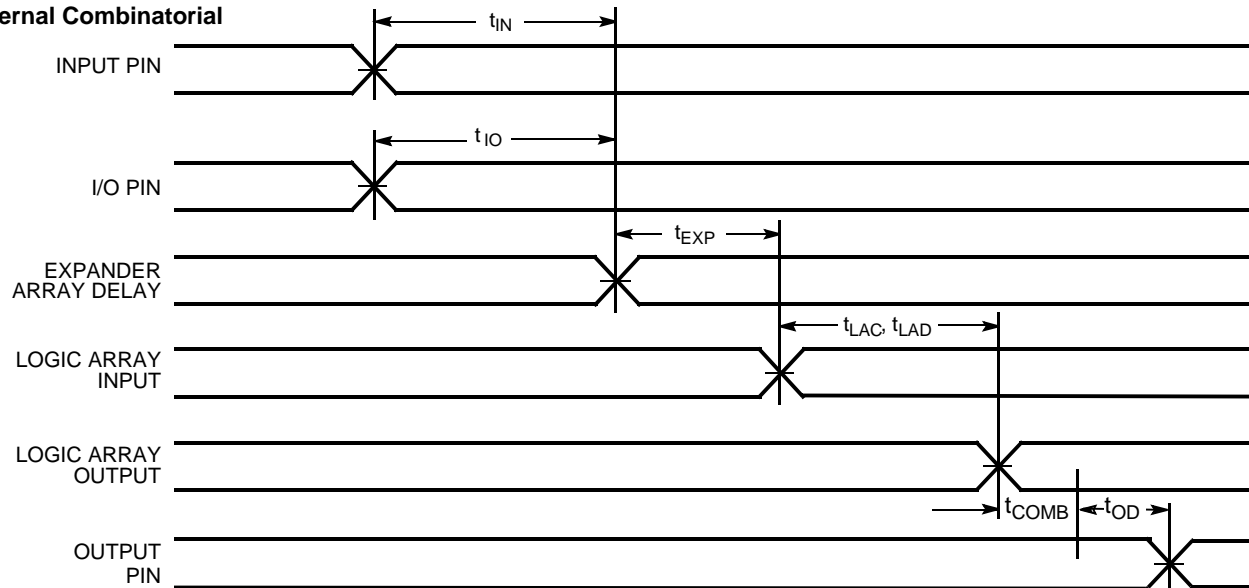 ernal Combinatorial
tIN
INPUT PIN
tIO
I/O PIN
tEXP
EXPANDER
ARRAY DELAY
tLAC, tLAD
LOGIC ARRAY
INPUT
LOGIC ARRAY
OUTPUT
tCOMB tOD
OUTPUT
PIN